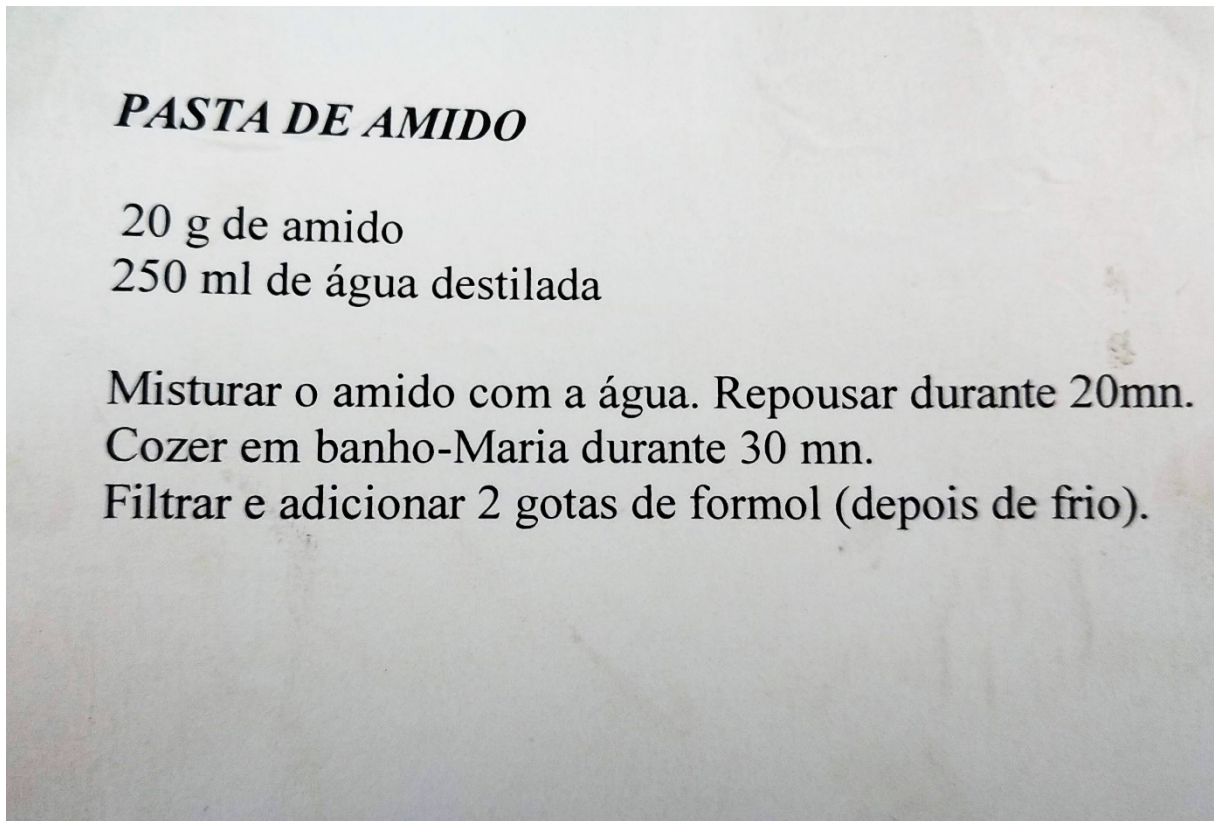 PASTA DE AMIDO
20 g de amido
250 ml de água destilada
Misturar o amido com a água. Repousar durante 20mn.
Cozer em banho-Maria durante 30 mn.
Filtrar e adicionar 2 gotas de formol (depois de frio).